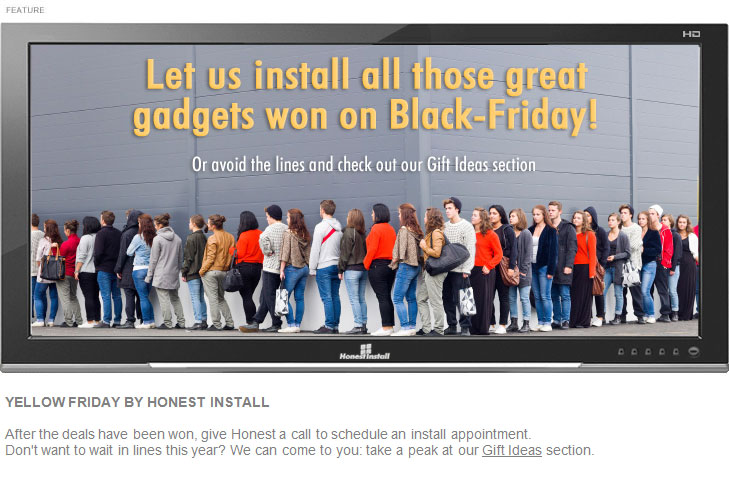 FEATURE
HD
Let us install all those great
gadgets won on Black-Friday!
Or avoid the lines and check out our Gift Ideas section
HonestInstall
YELLOW FRIDAY BY HONEST INSTALL
After the deals have been won, give Honest a call to schedule an install appointment.
Don't want to wait in lines this year? We can come to you: take a peak at our Gift Ideas section.